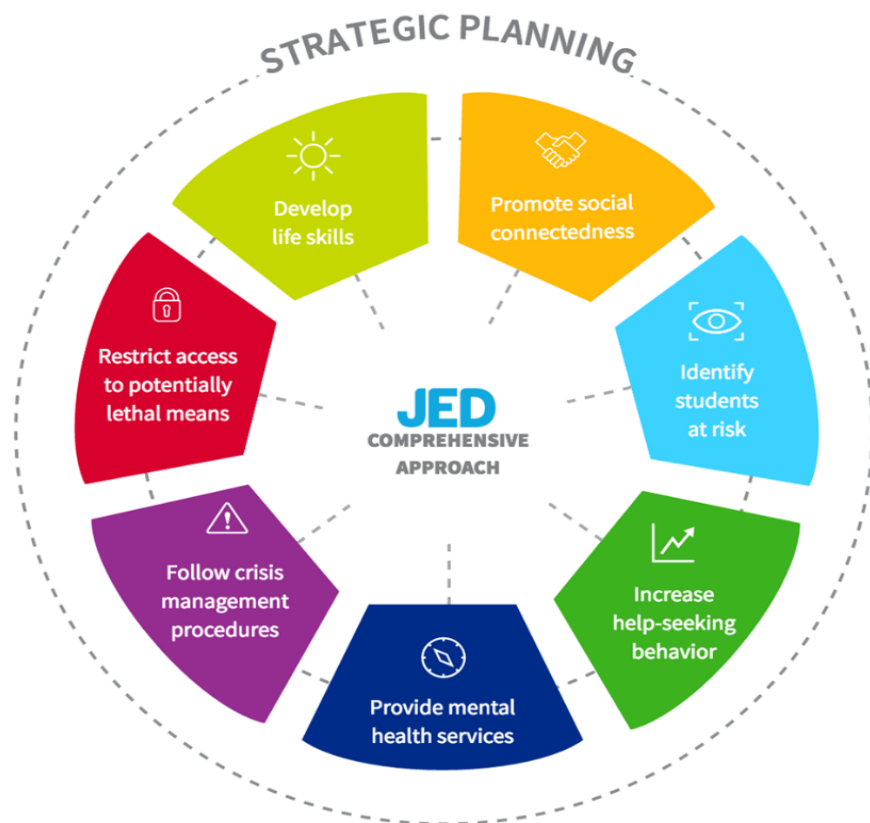 STRATEGIC PLANNING
Develop
life skills
Promote social
connectedness
Identify
students
at risk
Increase
help-seeking
behavior
Provide mental
health services
Follow crisis
management
procedures
Restrict access
to potentially
lethal means
JED
COMPREHENSIVE
APPROACH